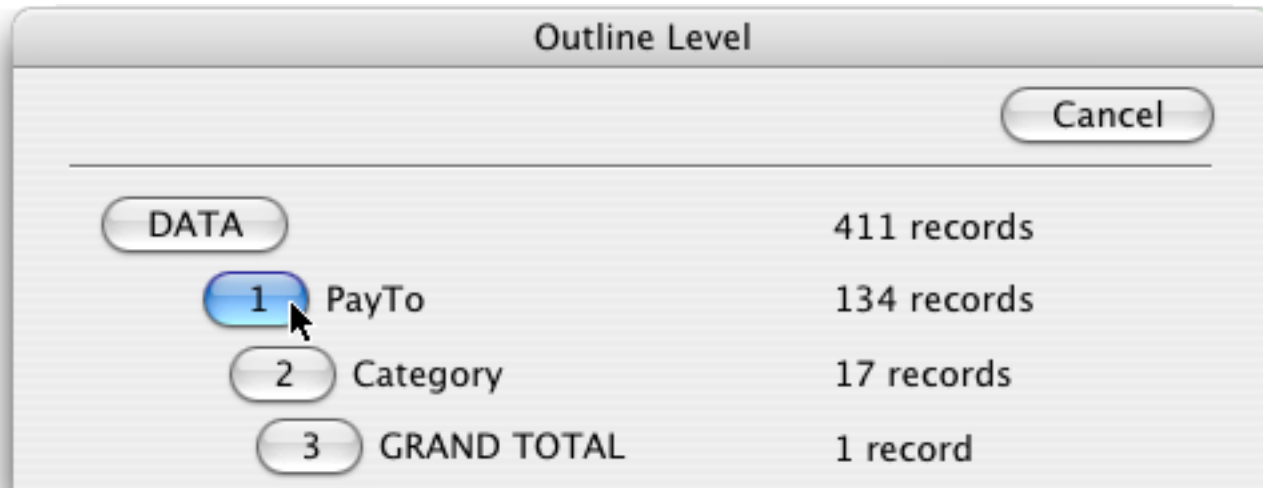 Outline Level
Cancel
DATA 411 records
1 PayTo 134 records
2 Category 17 records
3 GRAND TOTAL 1 record